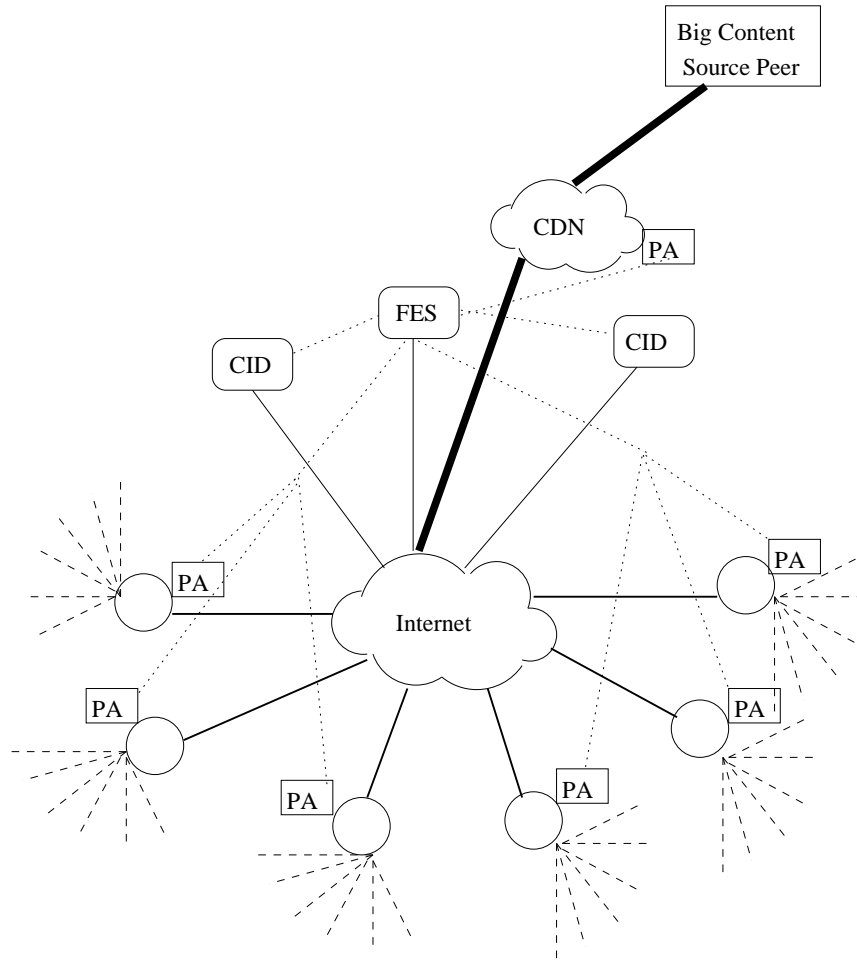 Big Content
Source Peer
CDN
PA
FES
CID
CID
PA
PA
Internet
PA
PA
PA
PA